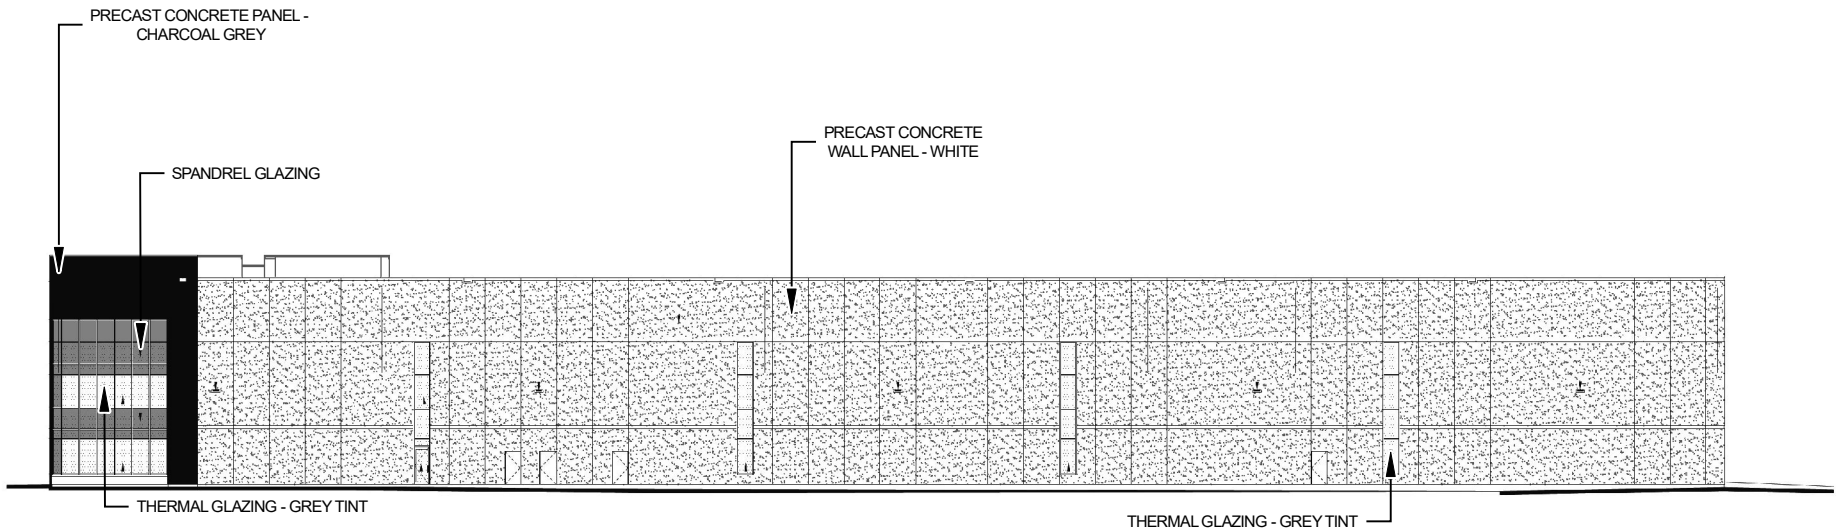 PRECAST CONCRETE PANEL -
CHARCOAL GREY
PRECAST CONCRETE
WALL PANEL - WHITE
SPANDREL GLAZING
THERMAL GLAZING - GREY TINT
THERMAL GLAZING - GREY TINT